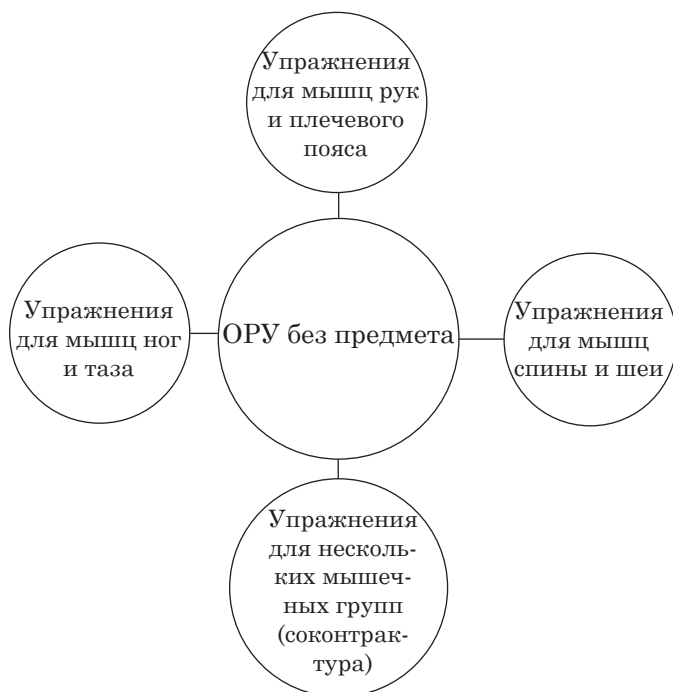 Упражнения
для мышц рук
и плечевого
пояса
Упражнения
для мышц ног
и таза
ОРУ без предмета
Упражнения
для мышц
спины и шеи
Упражнения
для несколь-
ких мышеч-
ных групп
(соконтрак-
тура)